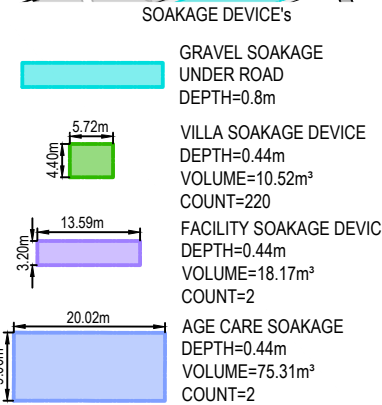 SOAKAGE DEVICE's
GRAVEL SOAKAGE
UNDER ROAD
DEPTH=0.8m
5.72m
4.40m
VILLA SOAKAGE DEVICE
DEPTH=0.44m
VOLUME=10.52m³
COUNT=220
13.59m
3.20m
FACILITY SOAKAGE DEVIC
DEPTH=0.44m
VOLUME=18.17m³
COUNT=2
20.02m
AGE CARE SOAKAGE
DEPTH=0.44m
VOLUME=75.31m³
COUNT=2